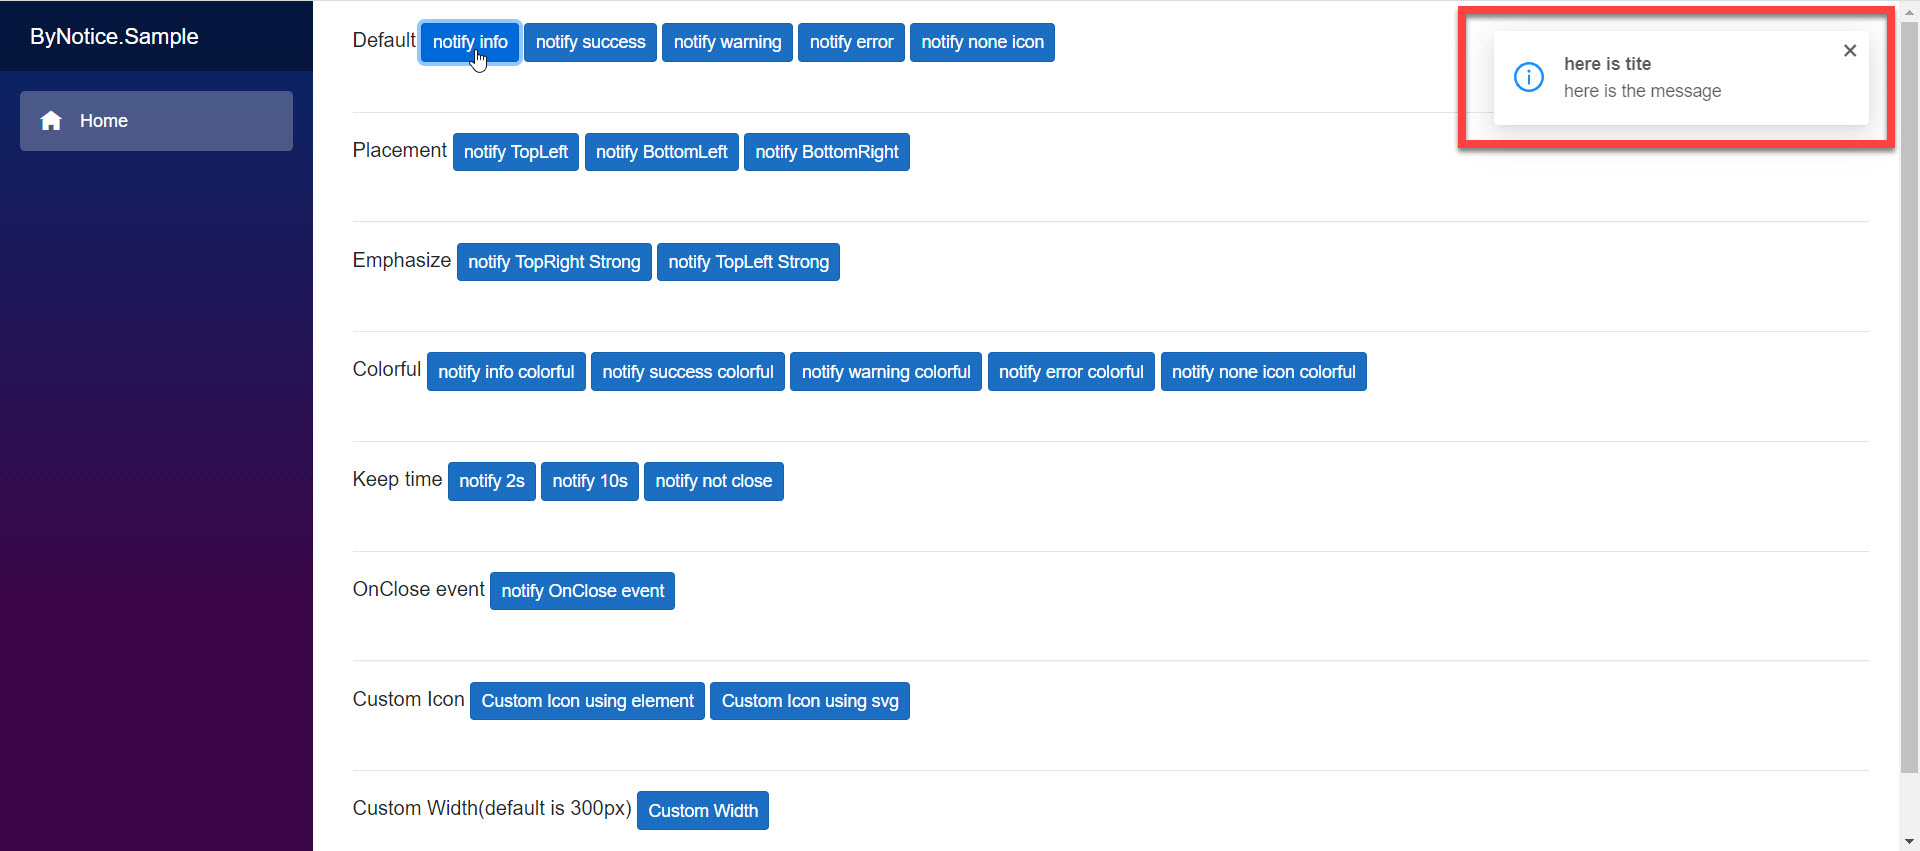 ByNotice.Sample
Home
Default notify info notify success notify warning notify error notify none icon
here is tite
here is the message
Placement notify TopLeft notify BottomLeft notify BottomRight
Emphasize notify TopRight Strong notify TopLeft Strong
Colorful notify info colorful notify success colorful notify warning colorful notify error colorful notify none icon colorful
Keep time notify 2s notify 10s notify not close
OnClose event notify OnClose event
Custom Icon Custom Icon using element Custom Icon using svg
Custom Width(default is 300px) Custom Width